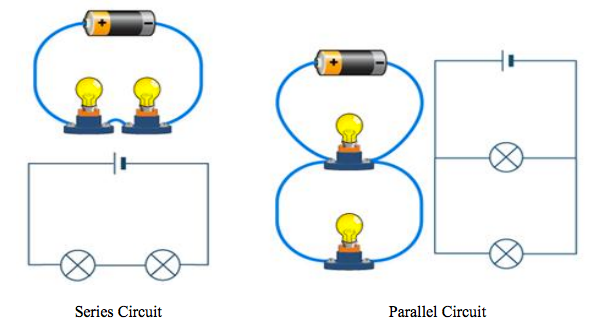 + -
+ -
Series Circuit
Parallel Circuit